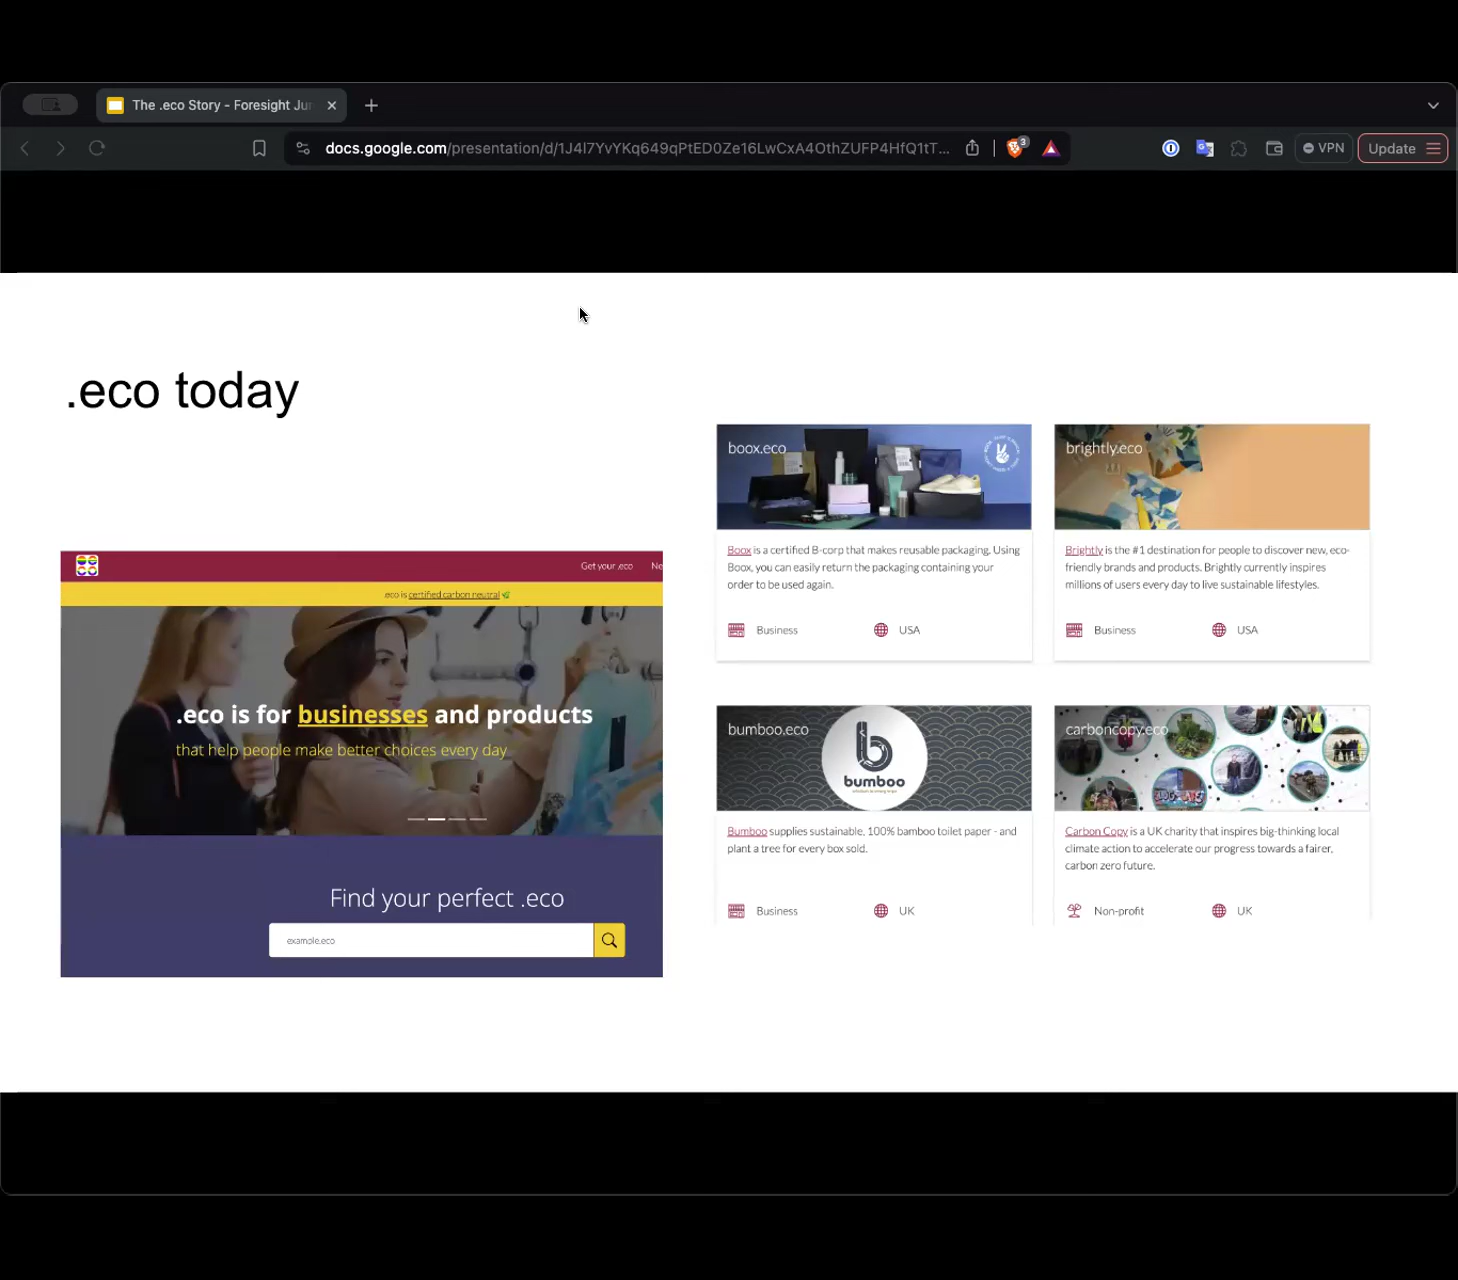 The .eco Story - Foresight Ju
docs.google.com/presentation/d/1J4l7YvYKq649qPtED0Ze16LwCxA4OthZUFP4HfQ1tT...
3
VPN
Update
.eco today
Get your .eco
Ne
.eco is certified carbon neutral
.eco is for businesses and products
that help people make better choices every day
Find your perfect .eco
example.eco
boox.eco
Boox is a certified B-corp that makes reusable packaging. Using
Boox, you can easily return the packaging containing your
order to be used again.
Business
USA
brightly.eco
Brightly is the #1 destination for people to discover new, eco-
friendly brands and products. Brightly currently inspires
millions of users every day to live sustainable lifestyles.
Business
USA
bumboo.eco
b
bumboo
Bumboo supplies sustainable, 100% bamboo toilet paper - and
plant a tree for every box sold.
Business
UK
carboncopy.eco
Carbon Copy is a UK charity that inspires big-thinking local
climate action to accelerate our progress towards a fairer,
carbon zero future.
Non-profit
UK